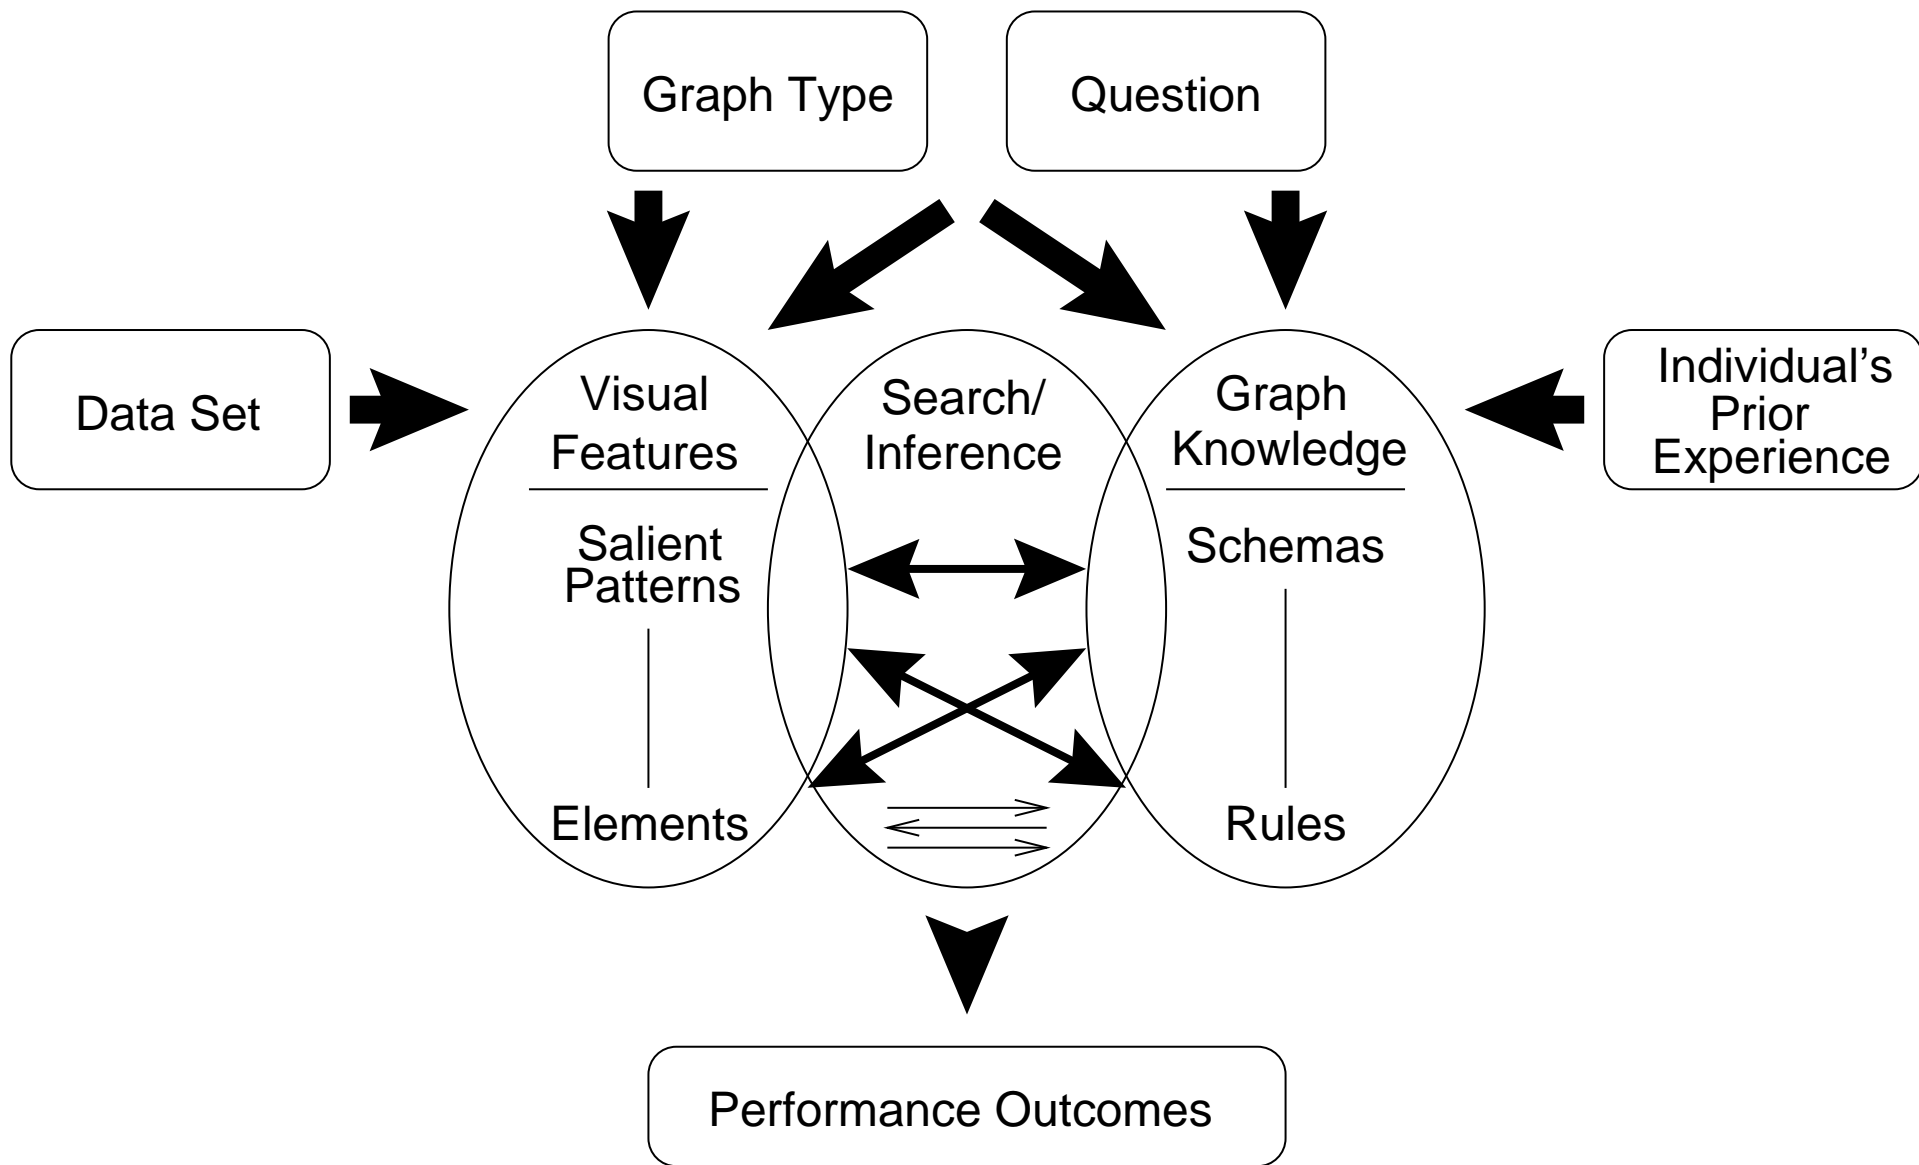 Graph Type
Question
Data Set
Visual
Features
Salient
Patterns
Elements
Search/
Inference
Graph
Knowledge
Schemas
Rules
Individual's
Prior
Experience
Performance Outcomes